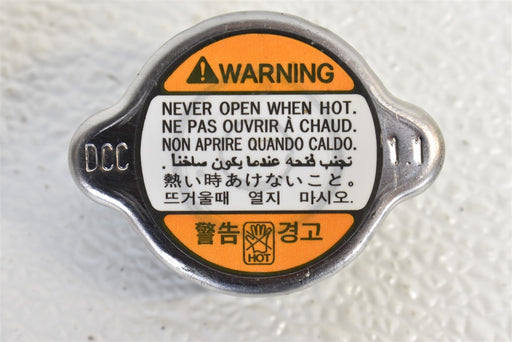 WARNING
NEVER OPEN WHEN HOT.
NE PAS OUVRIR À CHAUD.
NON APRIRE QUANDO CALDO.
تجنب فتحه عندما يكون ساخنا .
熱い時あけないこと。
뜨거울때 열지 마시오.
DCC 1.1
警告 경고
HOT